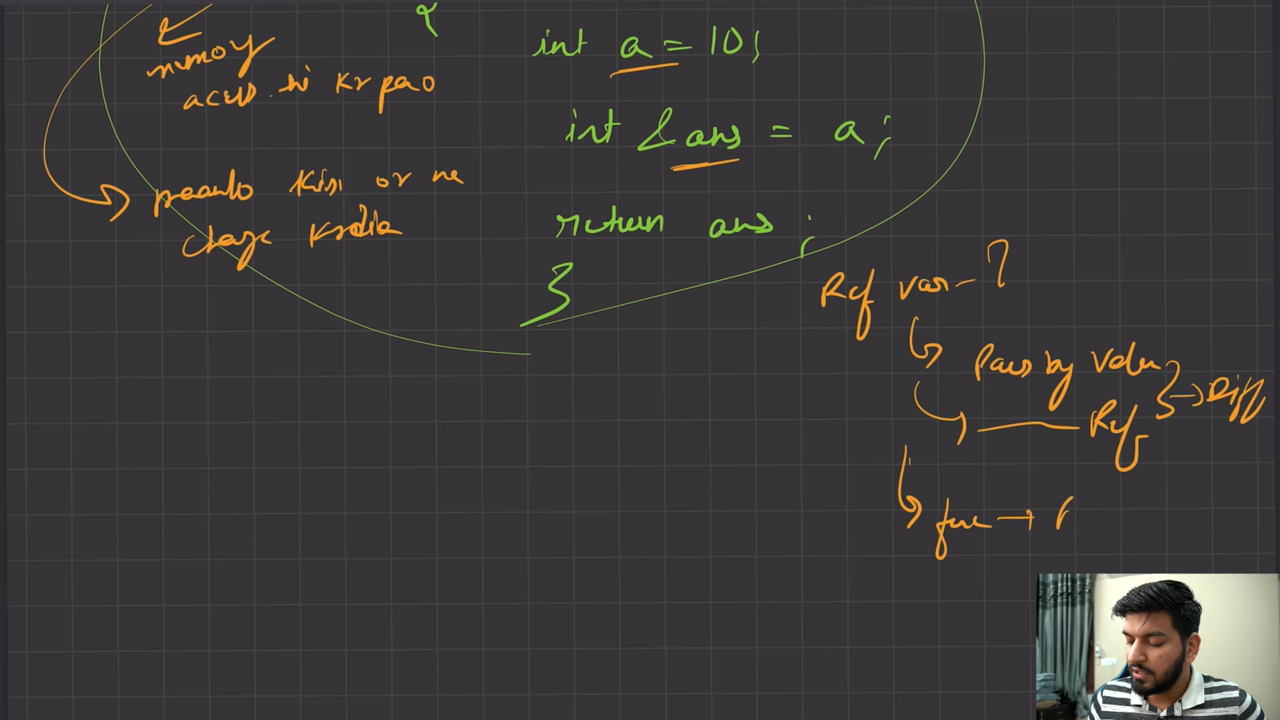 int a = 10;
memory
access hi kr pao
int &ans = a;
Kisi or ne
change Krdia
return ans ;
}
Ref var - ?
Pass by Value
Ref
→ Diff
func →